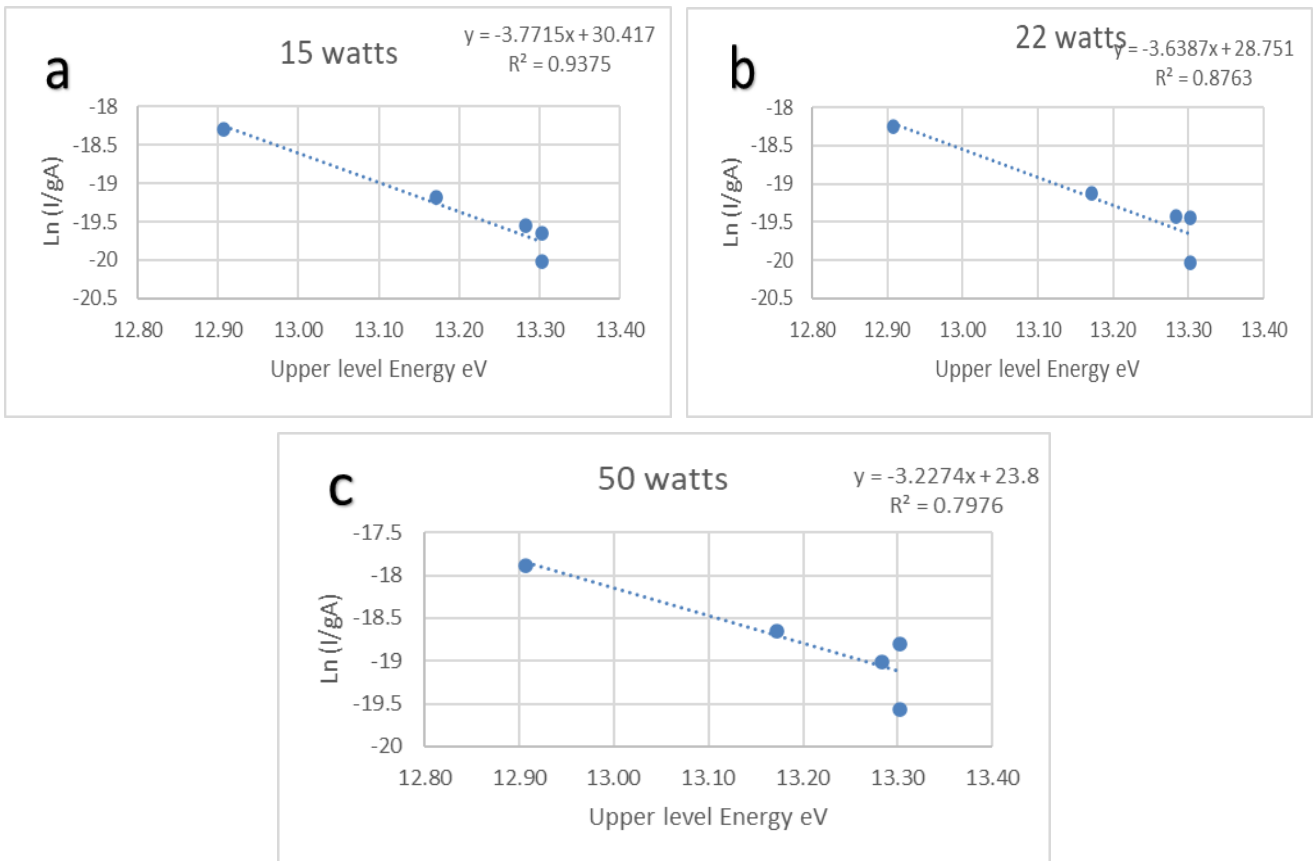 a
15 watts
y = -3.7715x + 30.417
R² = 0.9375
-18
-18.5
-19
-19.5
-20
-20.5
Ln (I/gA)
12.80 12.90 13.00 13.10 13.20 13.30 13.40
Upper level Energy eV
b
22 watts
y = -3.6387x + 28.751
R² = 0.8763
-18
-18.5
-19
-19.5
-20
-20.5
Ln (I/gA)
12.80 12.90 13.00 13.10 13.20 13.30 13.40
Upper level Energy eV
c
50 watts
y = -3.2274x + 23.8
R² = 0.7976
-17.5
-18
-18.5
-19
-19.5
-20
Ln (I/gA)
12.80 12.90 13.00 13.10 13.20 13.30 13.40
Upper level Energy eV